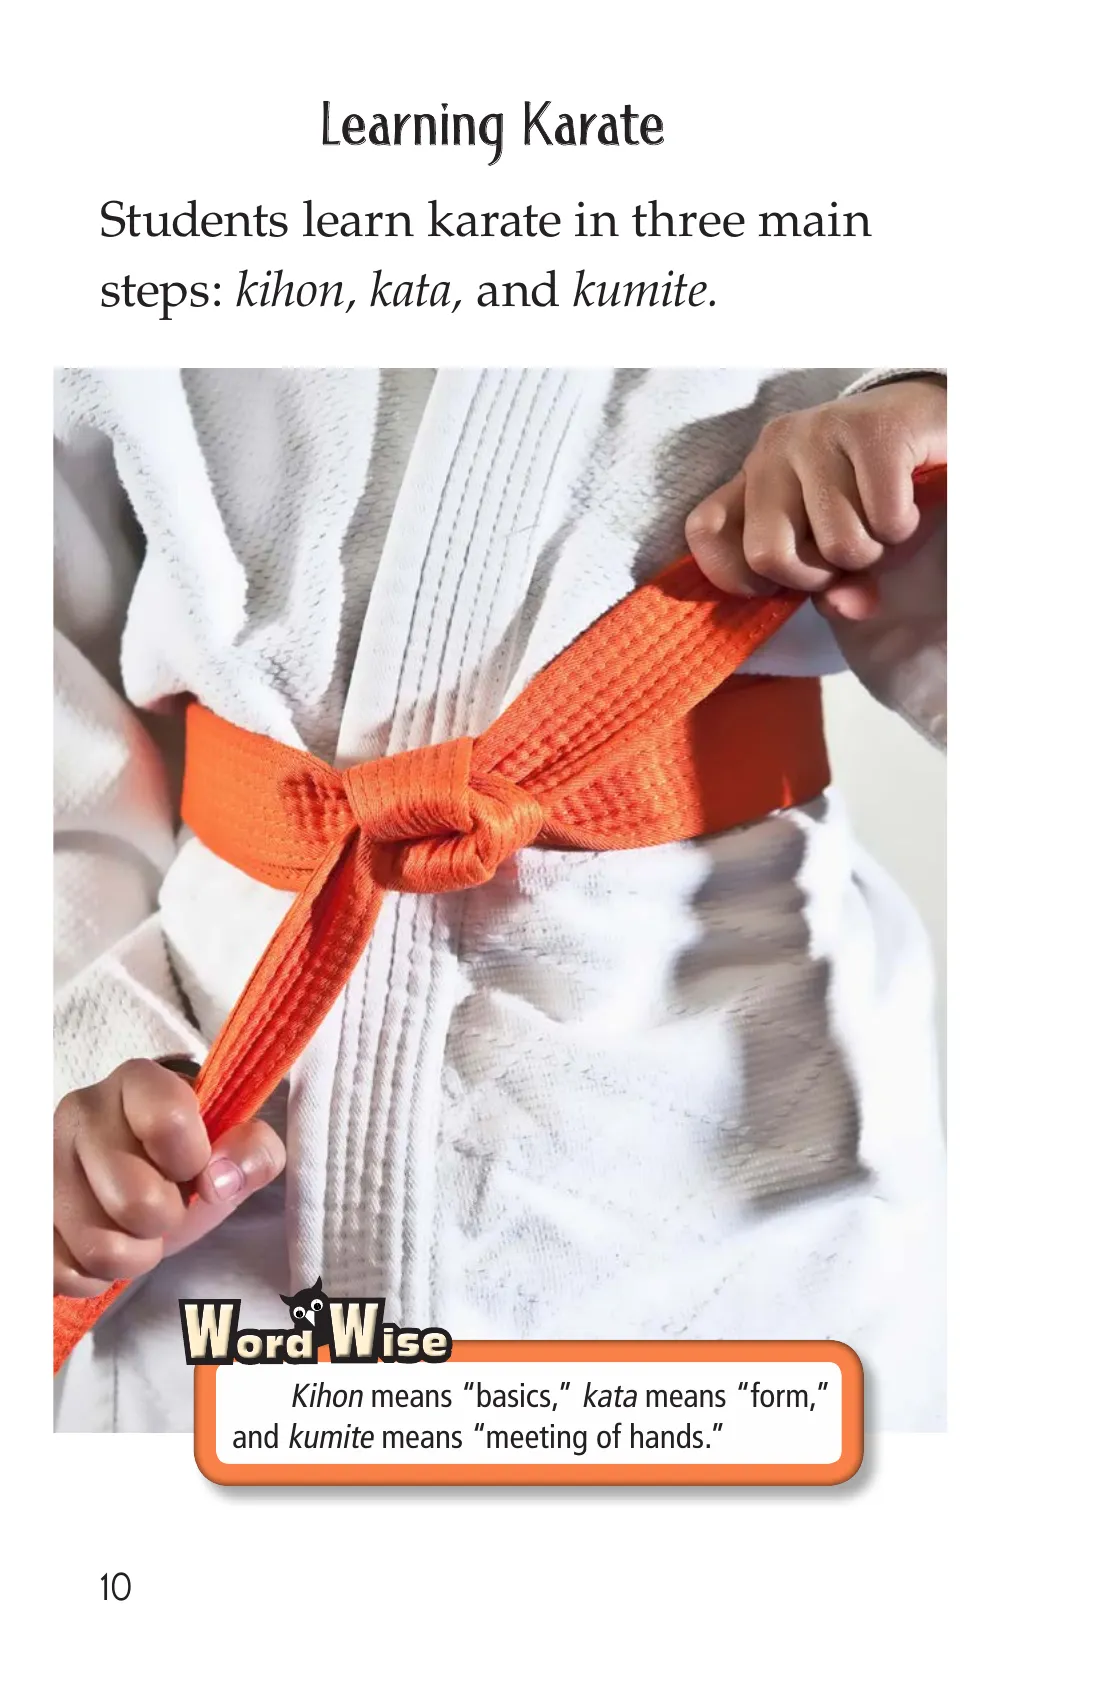 Learning Karate
Students learn karate in three main
steps: kihon, kata, and kumite.
Word Wise
Kihon means “basics,” kata means “form,”
and kumite means “meeting of hands.”
10